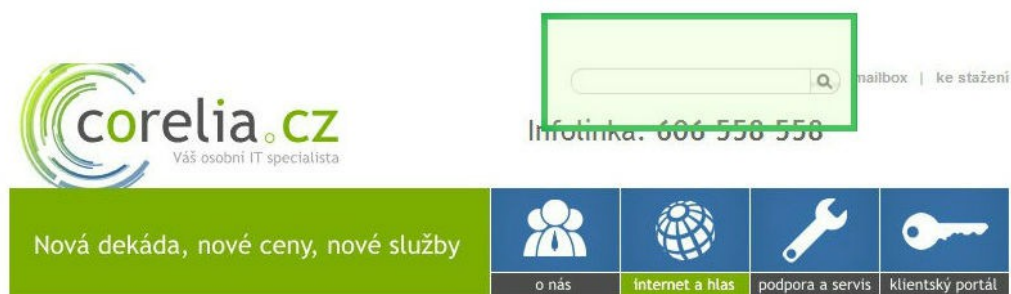 mailbox | ke stažení
corelia.cz
Váš osobní IT specialista
Infolinka: 606 558 558
Nová dekáda, nové ceny, nové služby
o nás
internet a hlas
podpora a servis
klientský portál